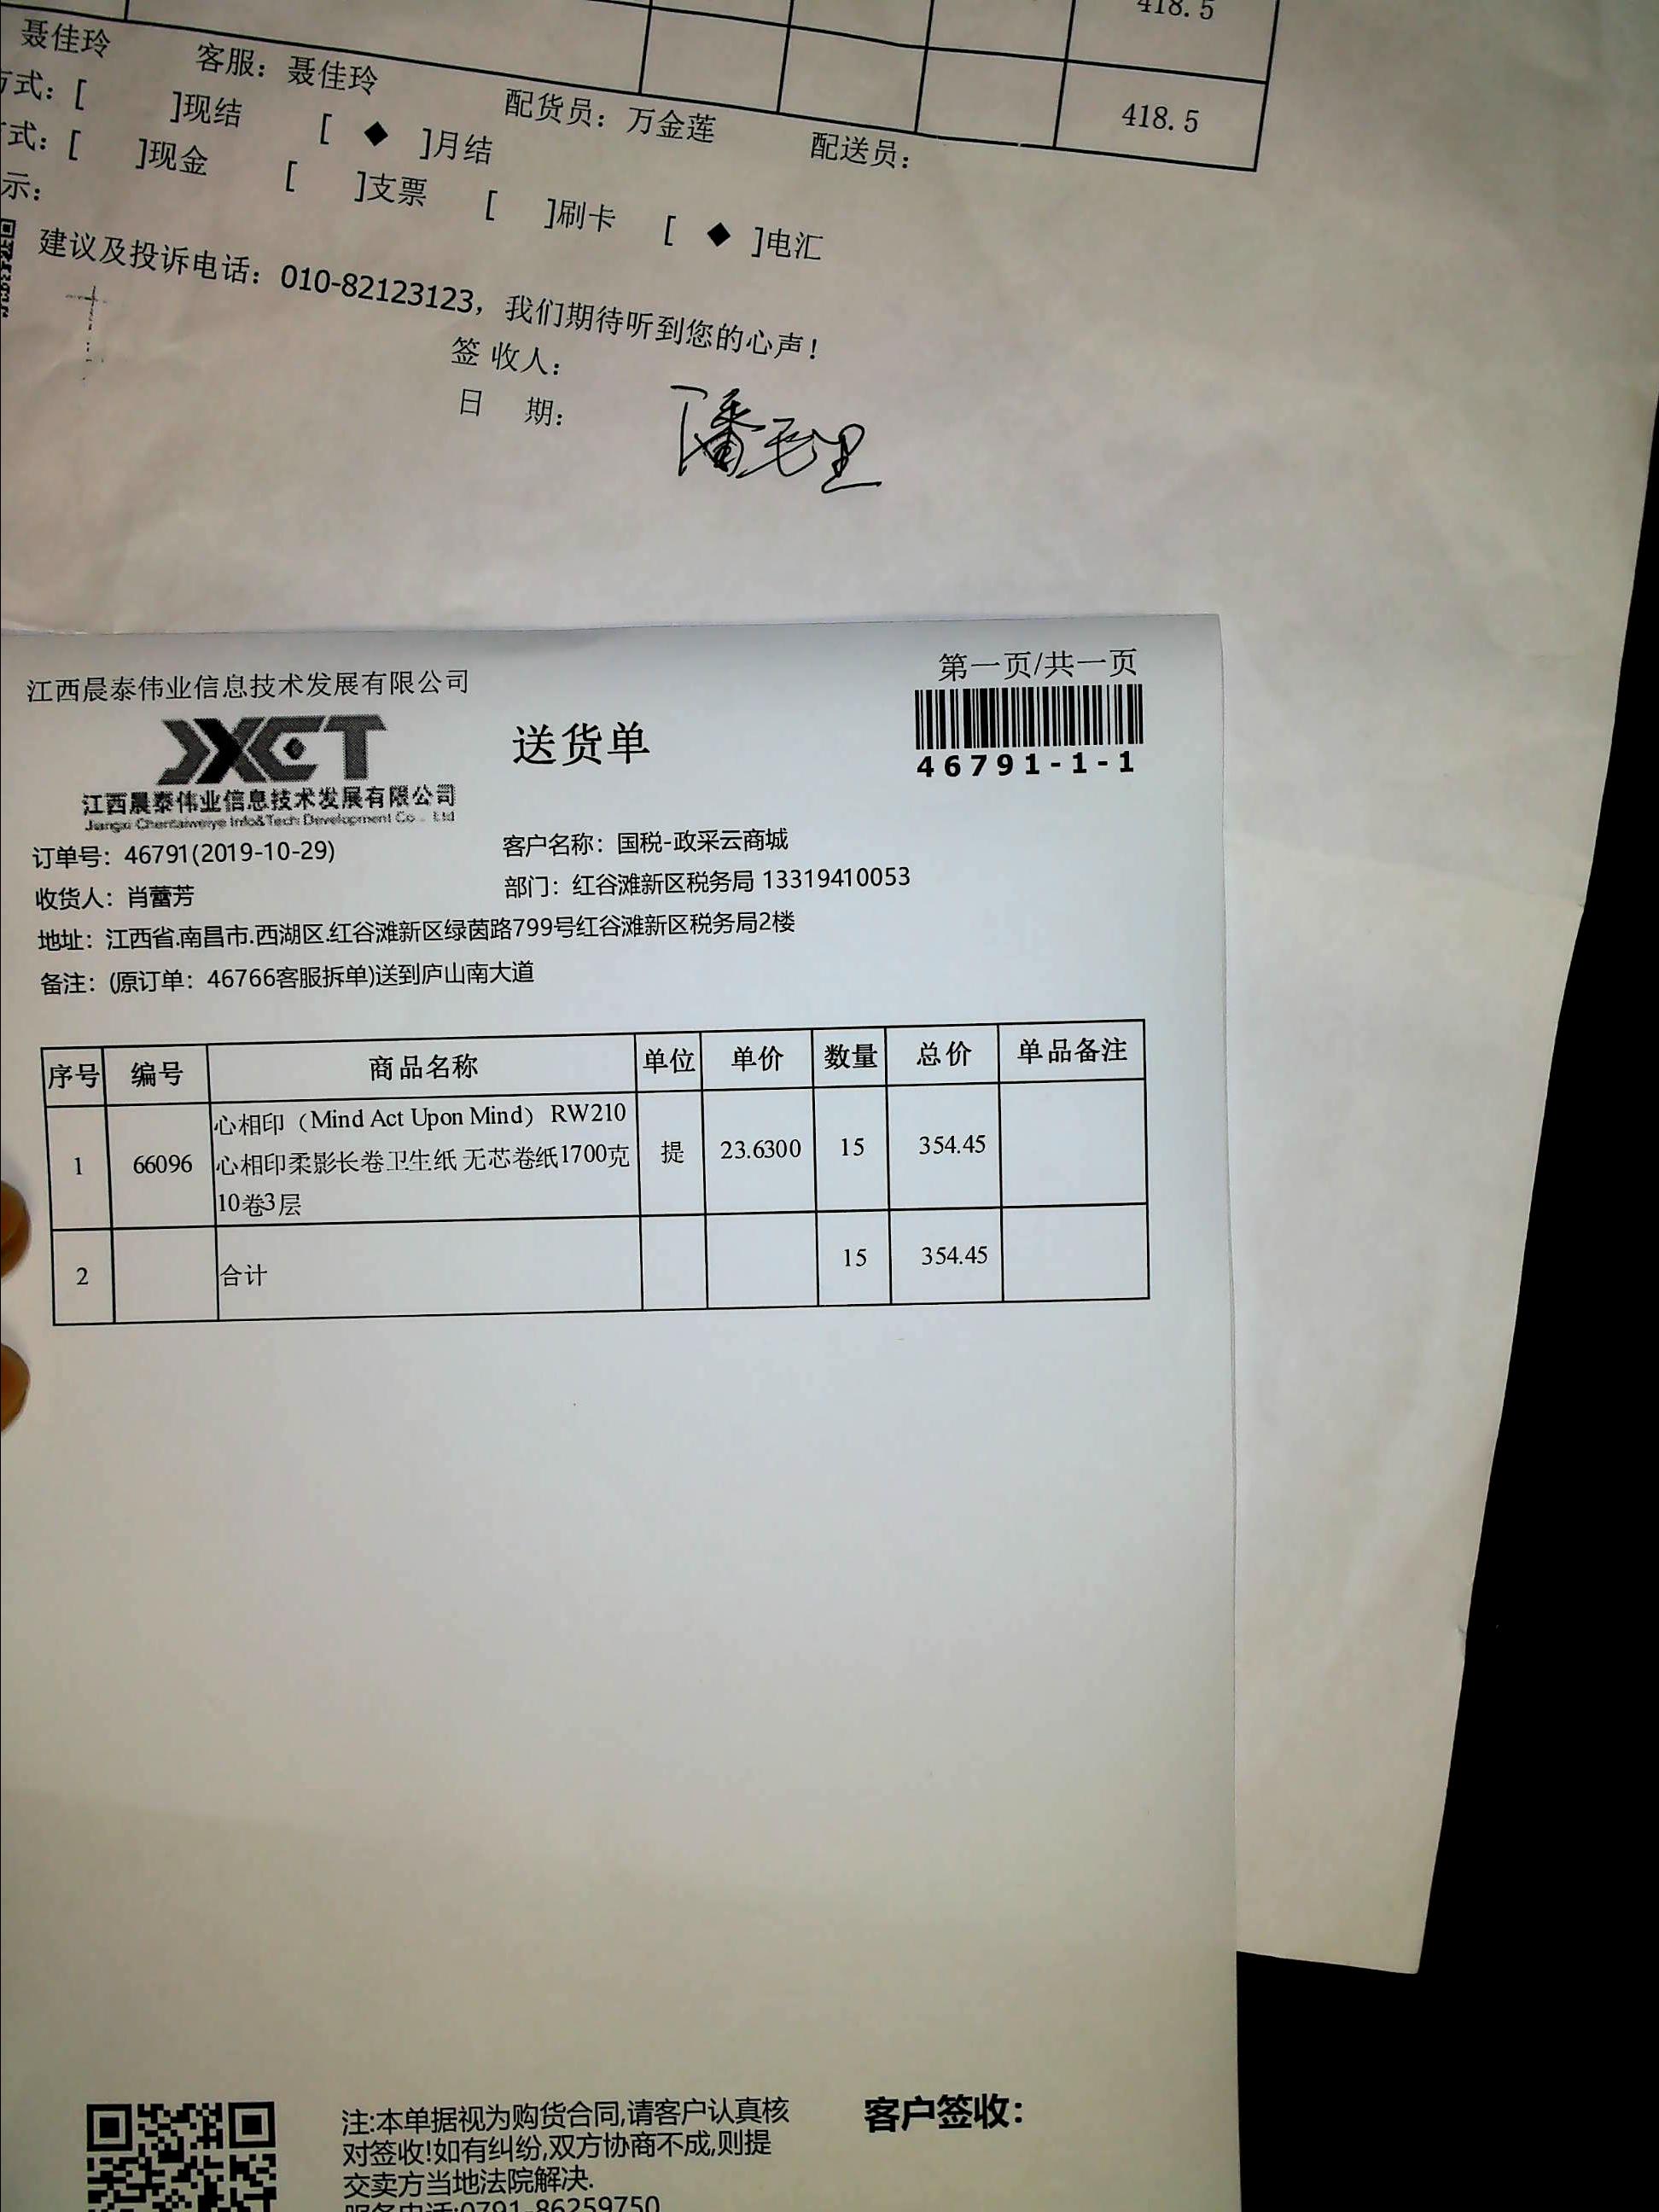 418.5
418.5
聂佳玲 客服：聂佳玲 配货员：万金莲 配送员：
方式：[ ]现结 [ ◆ ]月结
式：[ ]现金 [ ]支票 [ ]刷卡 [ ◆ ]电汇
示：
建议及投诉电话：010-82123123，我们期待听到您的心声！
签 收人：
日 期：
江西晨泰伟业信息技术发展有限公司
第一页/共一页
JXCT
送货单
46791-1-1
江西晨泰伟业信息技术发展有限公司
Jiangxi Chentaiweiye Info&Tech Development Co., Ltd
订单号：46791(2019-10-29) 客户名称：国税-政采云商城
收货人：肖蕾芳 部门：红谷滩新区税务局 13319410053
地址：江西省.南昌市.西湖区.红谷滩新区绿茵路799号红谷滩新区税务局2楼
备注：(原订单：46766客服拆单)送到庐山南大道
序号 编号 商品名称 单位 单价 数量 总价 单品备注
1 66096 心相印（Mind Act Upon Mind） RW210
心相印柔影长卷卫生纸 无芯卷纸1700克
10卷3层 提 23.6300 15 354.45
2 合计 15 354.45
注:本单据视为购货合同,请客户认真核
对签收!如有纠纷,双方协商不成,则提
交卖方当地法院解决.
服务电话:0791-86259750
客户签收：